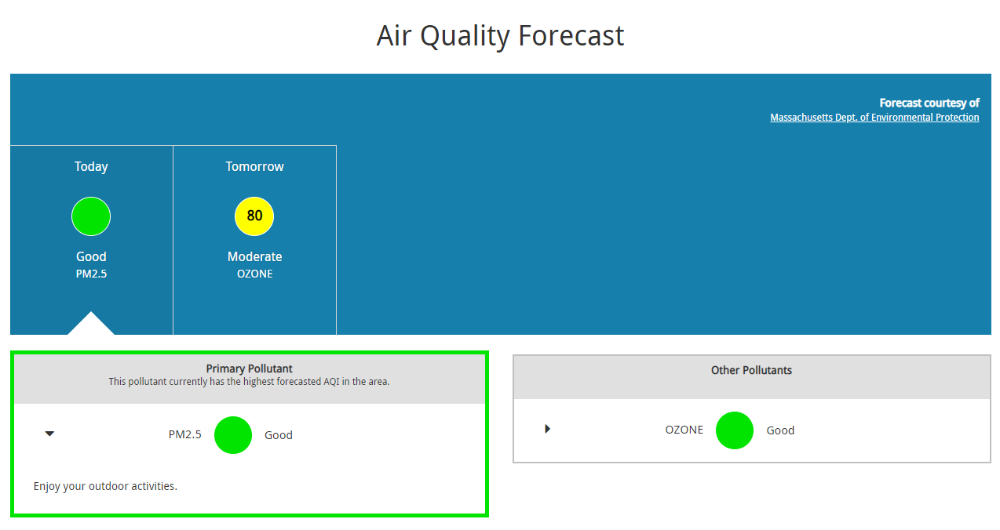 Air Quality Forecast
Forecast courtesy of
Massachusetts Dept. of Environmental Protection
Today
Good
PM2.5
Tomorrow
80
Moderate
OZONE
Primary Pollutant
This pollutant currently has the highest forecasted AQI in the area.
PM2.5
Good
Enjoy your outdoor activities.
Other Pollutants
OZONE
Good